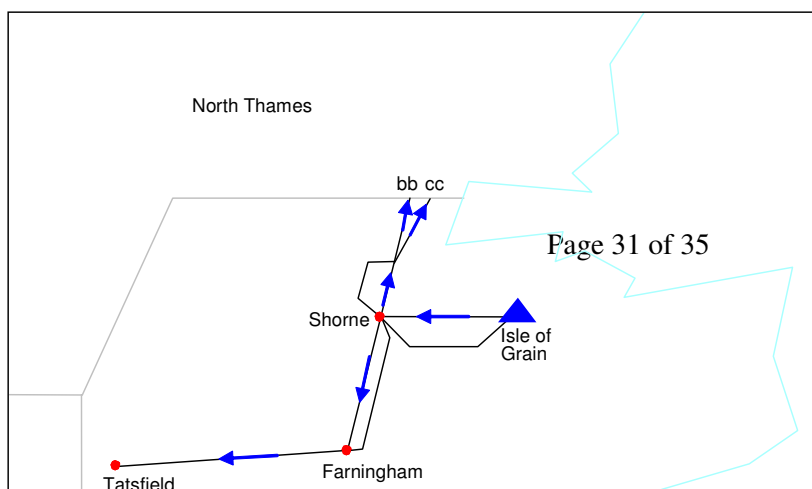 North Thames
bb cc
Page 31 of 35
Shorne
Isle of
Grain
Farningham
Tatsfield